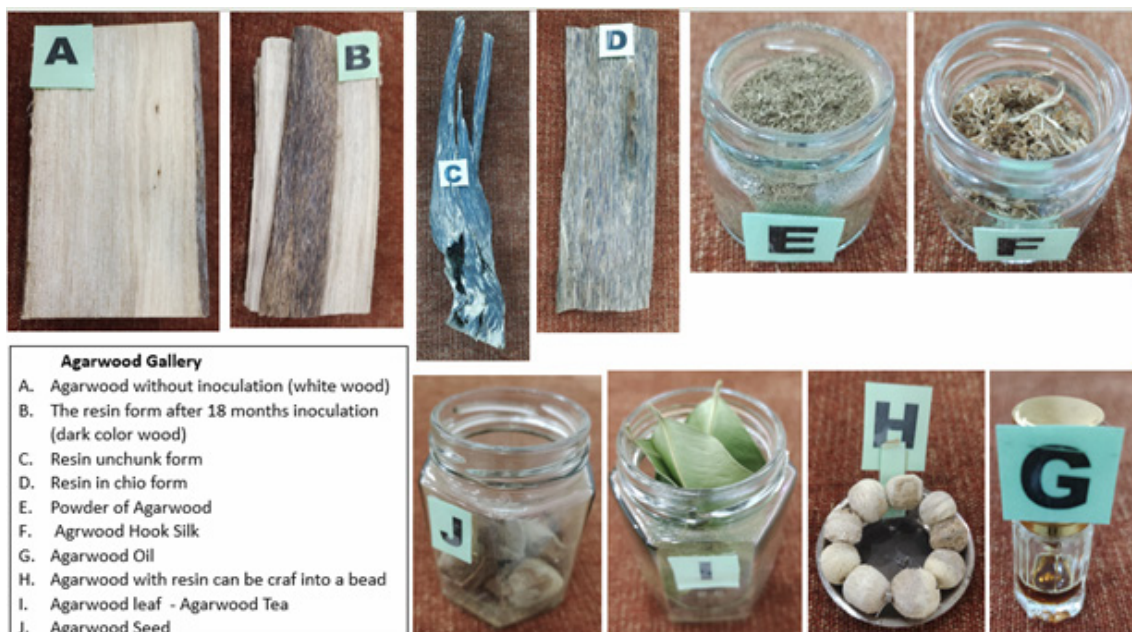 A
B
C
D
E
F
Agarwood Gallery
A. Agarwood without inoculation (white wood)
B. The resin form after 18 months inoculation
(dark color wood)
C. Resin unchunk form
D. Resin in chio form
E. Powder of Agarwood
F. Agrwood Hook Silk
G. Agarwood Oil
H. Agarwood with resin can be craf into a bead
I. Agarwood leaf - Agarwood Tea
J. Agarwood Seed
J
I
H
G